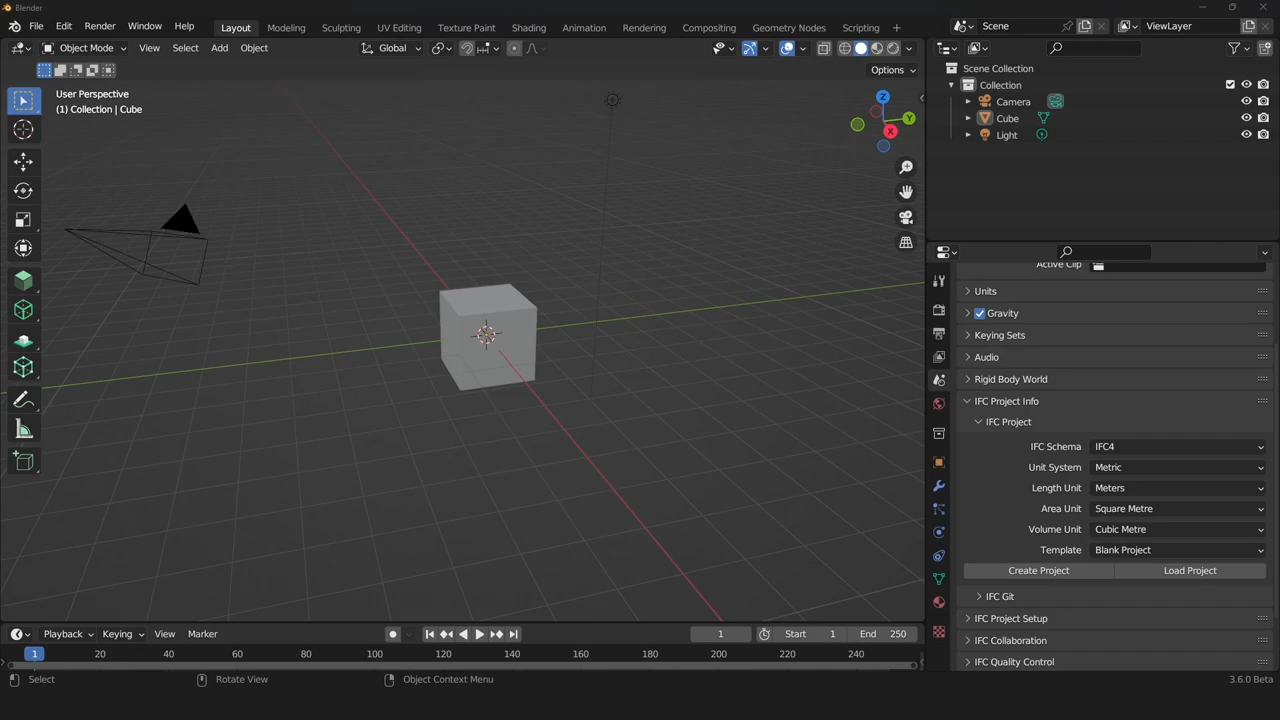 Blender
File Edit Render Window Help Layout Modeling Sculpting UV Editing Texture Paint Shading Animation Rendering Compositing Geometry Nodes Scripting + Scene ViewLayer
Object Mode View Select Add Object Global
Options
User Perspective
(1) Collection | Cube
Z
Y
X
Scene Collection
Collection
Camera
Cube
Light
Active Clip
Units
Gravity
Keying Sets
Audio
Rigid Body World
IFC Project Info
IFC Project
IFC Schema IFC4
Unit System Metric
Length Unit Meters
Area Unit Square Metre
Volume Unit Cubic Metre
Template Blank Project
Create Project Load Project
IFC Git
IFC Project Setup
IFC Collaboration
IFC Quality Control
Playback Keying View Marker 1 Start 1 End 250
1 20 40 60 80 100 120 140 160 180 200 220 240
Select Rotate View Object Context Menu 3.6.0 Beta